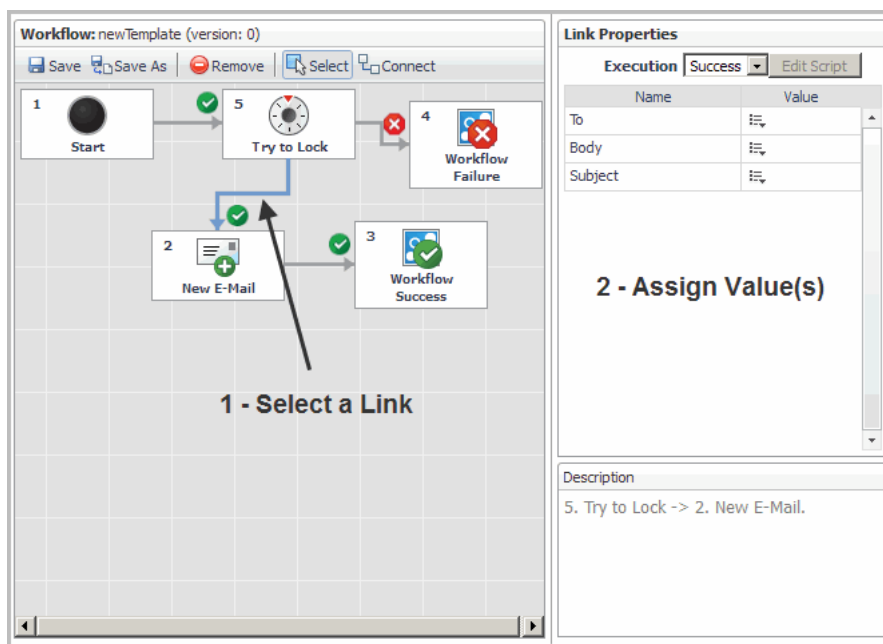 Workflow: newTemplate (version: 0)
Save Save As Remove Select Connect
1
Start
5
Try to Lock
4
Workflow
Failure
2
New E-Mail
3
Workflow
Success
1 - Select a Link
Link Properties
Execution Success Edit Script
Name Value
To
Body
Subject
2 - Assign Value(s)
Description
5. Try to Lock -> 2. New E-Mail.